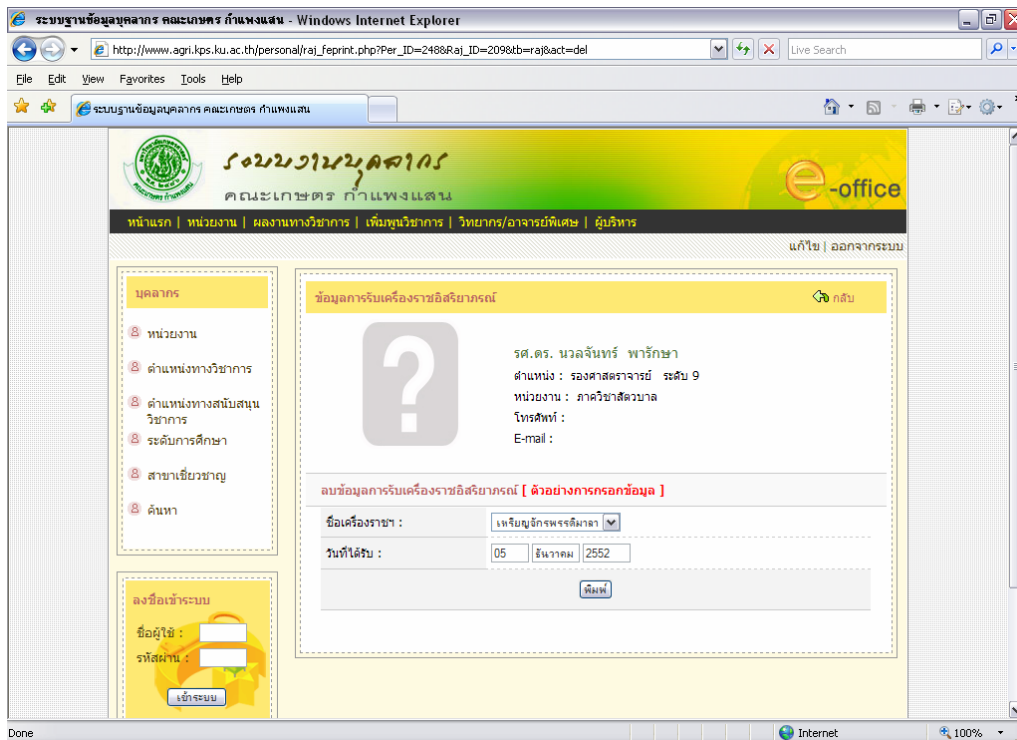 ระบบฐานข้อมูลบุคลากร คณะเกษตร กำแพงแสน - Windows Internet Explorer
http://www.agri.kps.ku.ac.th/personal/raj_feprint.php?Per_ID=248&Raj_ID=209&tb=raj&act=del
Live Search
File Edit View Favorites Tools Help
ระบบฐานข้อมูลบุคลากร คณะเกษตร กำแพงแสน
ระบบงานบุคลากร
คณะเกษตร กำแพงแสน
e-office
หน้าแรก | หน่วยงาน | ผลงานทางวิชาการ | เพิ่มพูนวิชาการ | วิทยากร/อาจารย์พิเศษ | ผู้บริหาร
แก้ไข | ออกจากระบบ
บุคลากร
หน่วยงาน
ตำแหน่งทางวิชาการ
ตำแหน่งทางสนับสนุน
วิชาการ
ระดับการศึกษา
สาขาเชี่ยวชาญ
ค้นหา
ลงชื่อเข้าระบบ
ชื่อผู้ใช้ :
รหัสผ่าน :
เข้าระบบ
ข้อมูลการรับเครื่องราชอิสริยาภรณ์
กลับ
?
รศ.ดร. นวลจันทร์ พารักษา
ตำแหน่ง : รองศาสตราจารย์ ระดับ 9
หน่วยงาน : ภาควิชาสัตวบาล
โทรศัพท์ :
E-mail :
ลบข้อมูลการรับเครื่องราชอิสริยาภรณ์ [ ตัวอย่างการกรอกข้อมูล ]
ชื่อเครื่องราชฯ : เหรียญจักรพรรดิมาลา
วันที่ได้รับ : 05 ธันวาคม 2552
พิมพ์
Done
Internet
100%